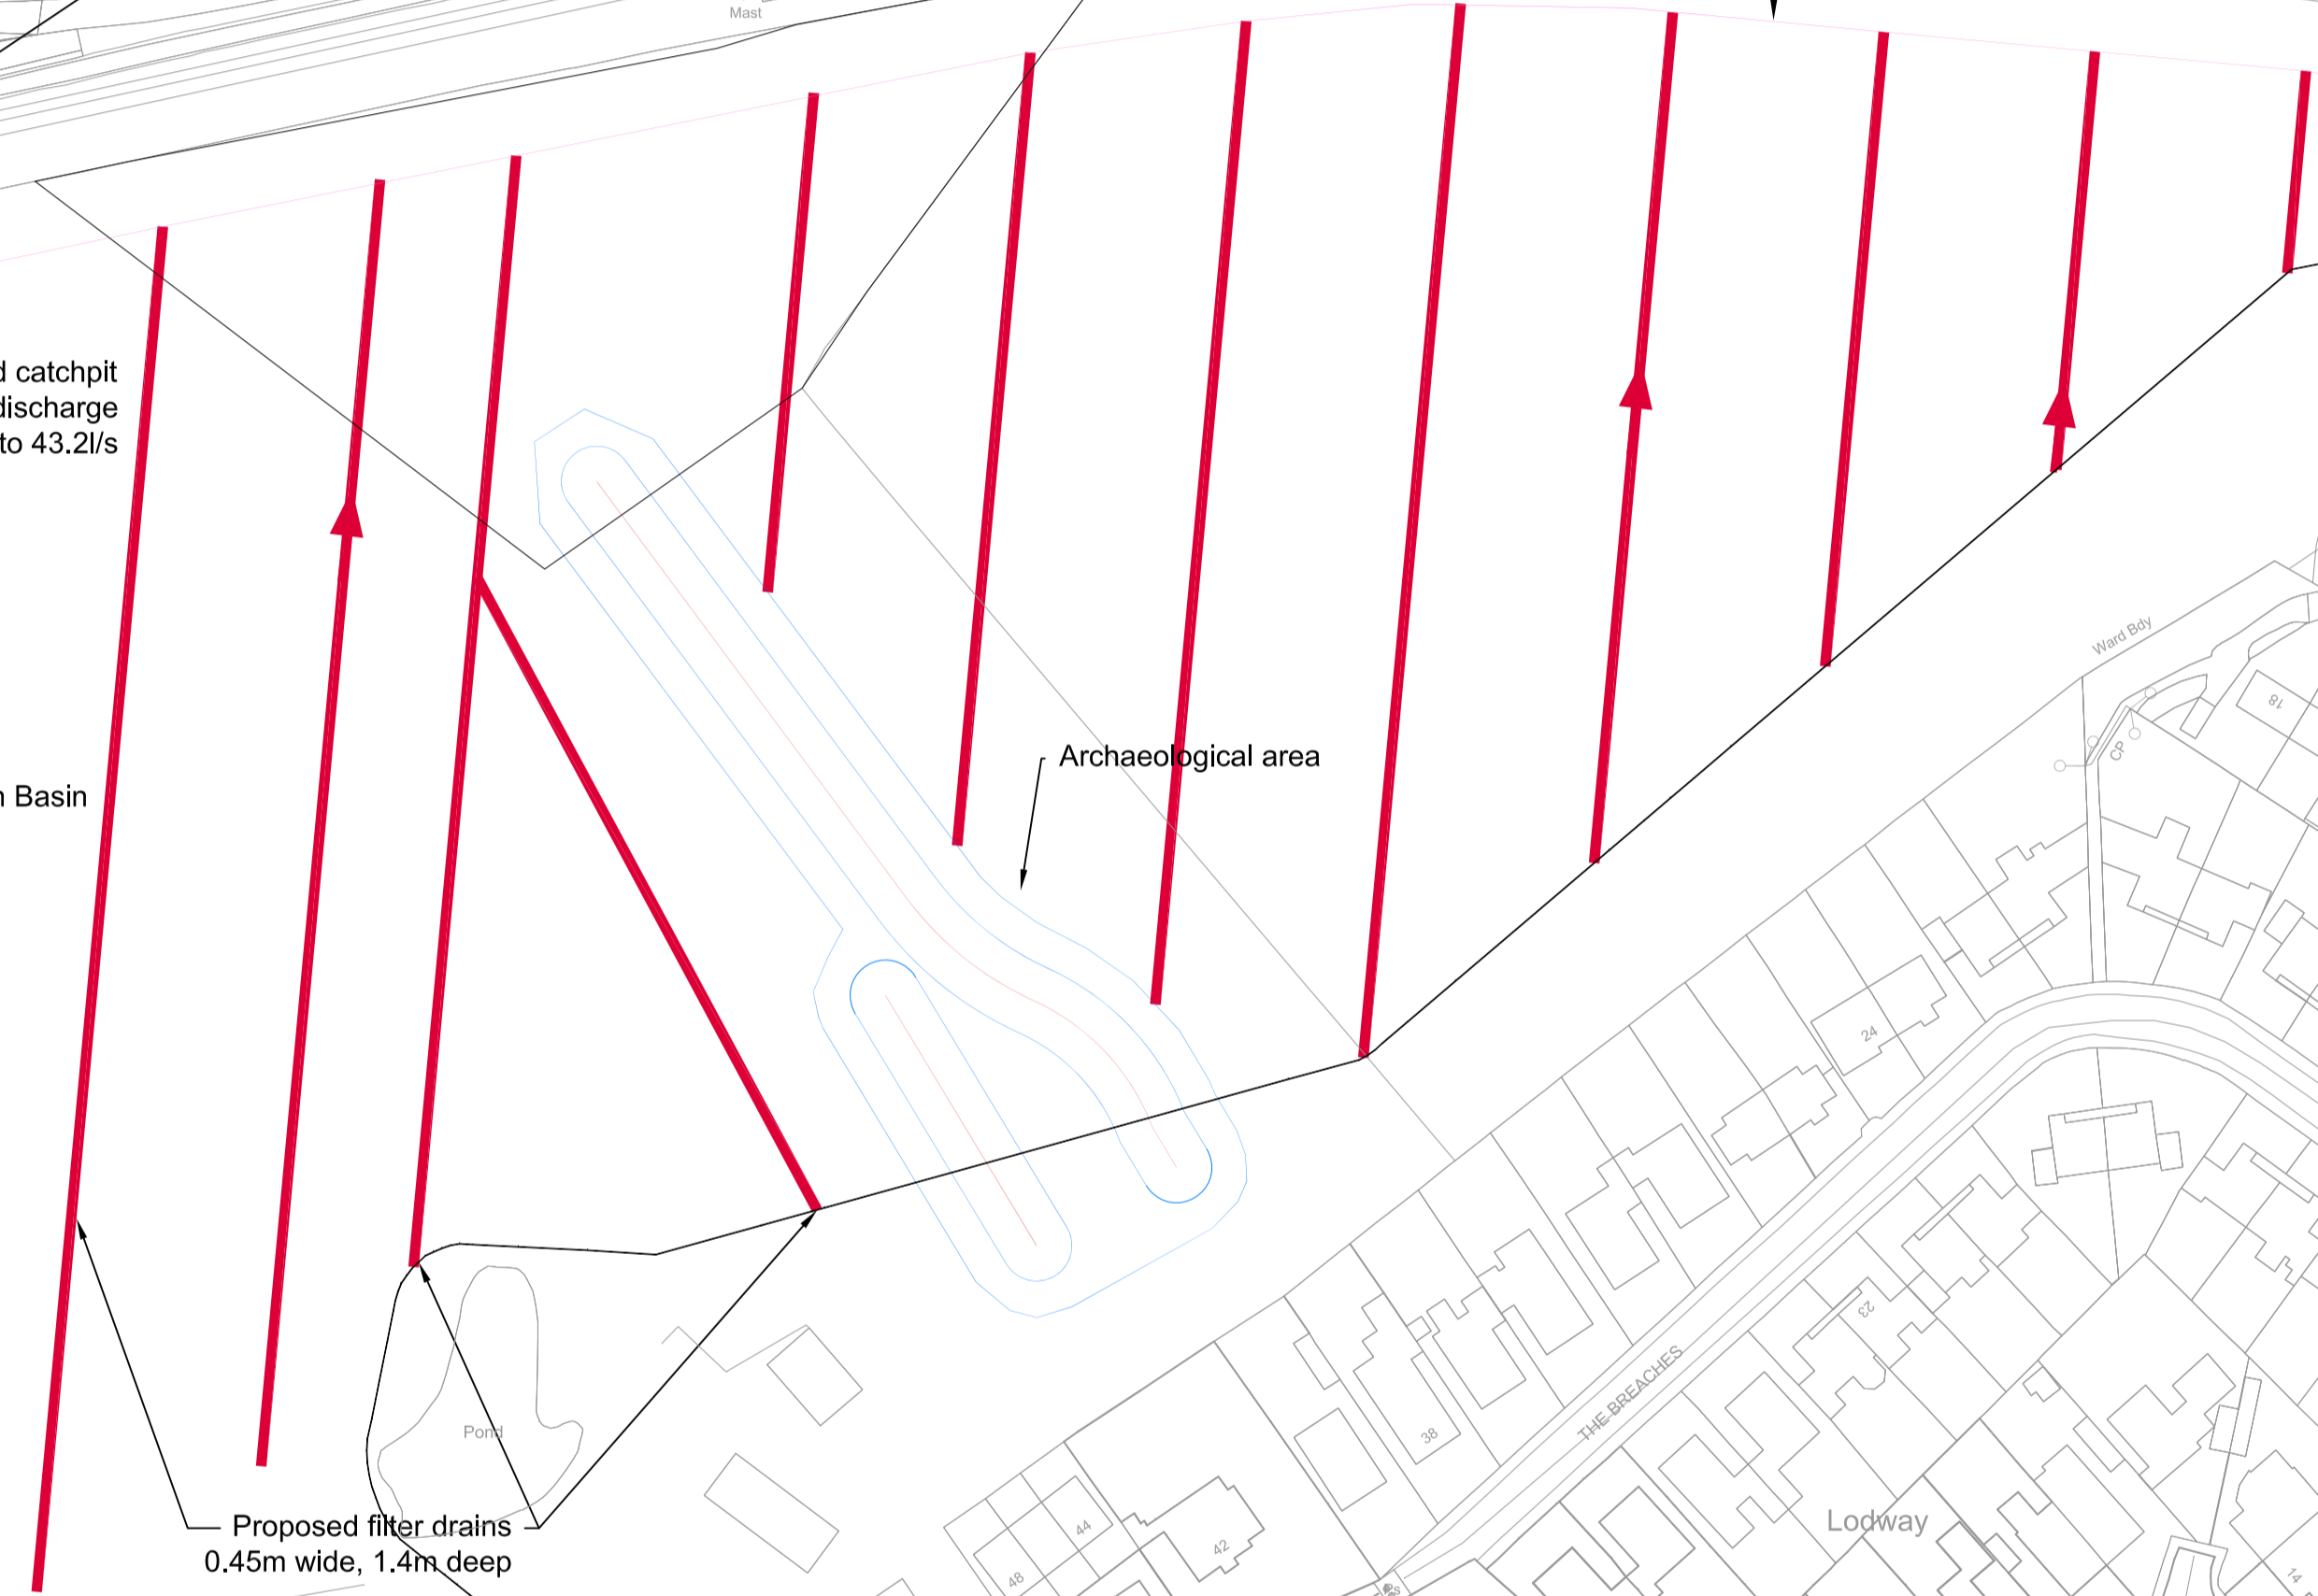 Mast
d catchpit
discharge
to 43.2l/s
Ward Bdy
18
CP
Archaeological area
n Basin
24
23
THE BREACHES
38
Pond
Lodway
Proposed filter drains
0.45m wide, 1.4m deep
44
42
48
14